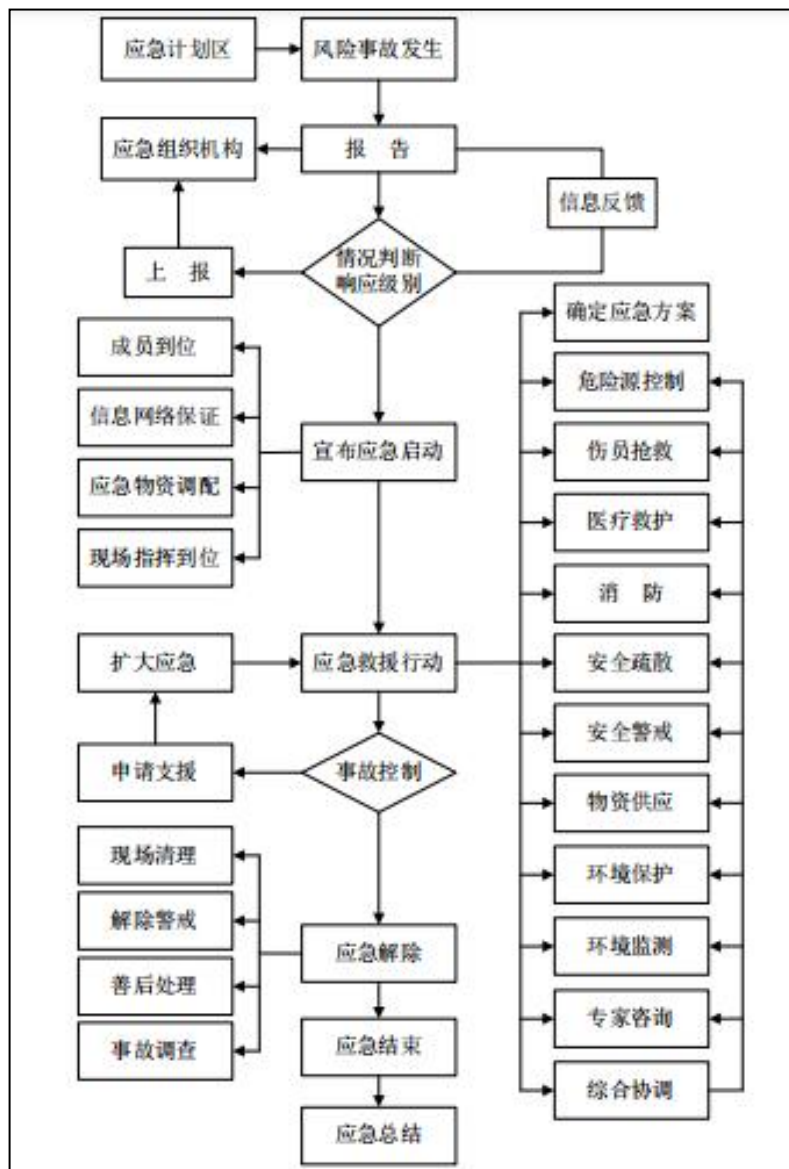 应急计划区
风险事故发生
应急组织机构
报 告
信息反馈
上 报
情况判断
响应级别
确定应急方案
成员到位
危险源控制
信息网络保证
宣布应急启动
伤员抢救
应急物资调配
医疗救护
现场指挥到位
消 防
扩大应急
应急救援行动
安全疏散
安全警戒
申请支援
事故控制
物资供应
现场清理
环境保护
解除警戒
应急解除
环境监测
善后处理
专家咨询
事故调查
应急结束
综合协调
应急总结